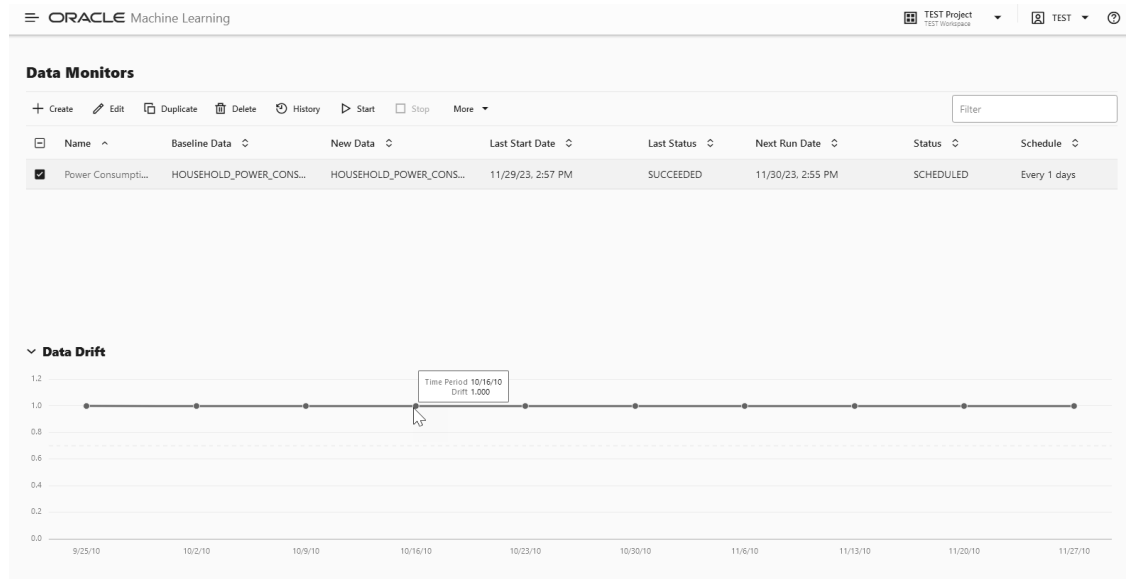 ORACLE Machine Learning
TEST Project
TEST Workspace
TEST
Data Monitors
Create Edit Duplicate Delete History Start Stop More
Filter
Name Baseline Data New Data Last Start Date Last Status Next Run Date Status Schedule
Power Consumpti... HOUSEHOLD_POWER_CONS... HOUSEHOLD_POWER_CONS... 11/29/23, 2:57 PM SUCCEEDED 11/30/23, 2:55 PM SCHEDULED Every 1 days
Data Drift
1.2
Time Period 10/16/10
Drift 1.000
1.0
0.8
0.6
0.4
0.2
0.0
9/25/10 10/2/10 10/9/10 10/16/10 10/23/10 10/30/10 11/6/10 11/13/10 11/20/10 11/27/10